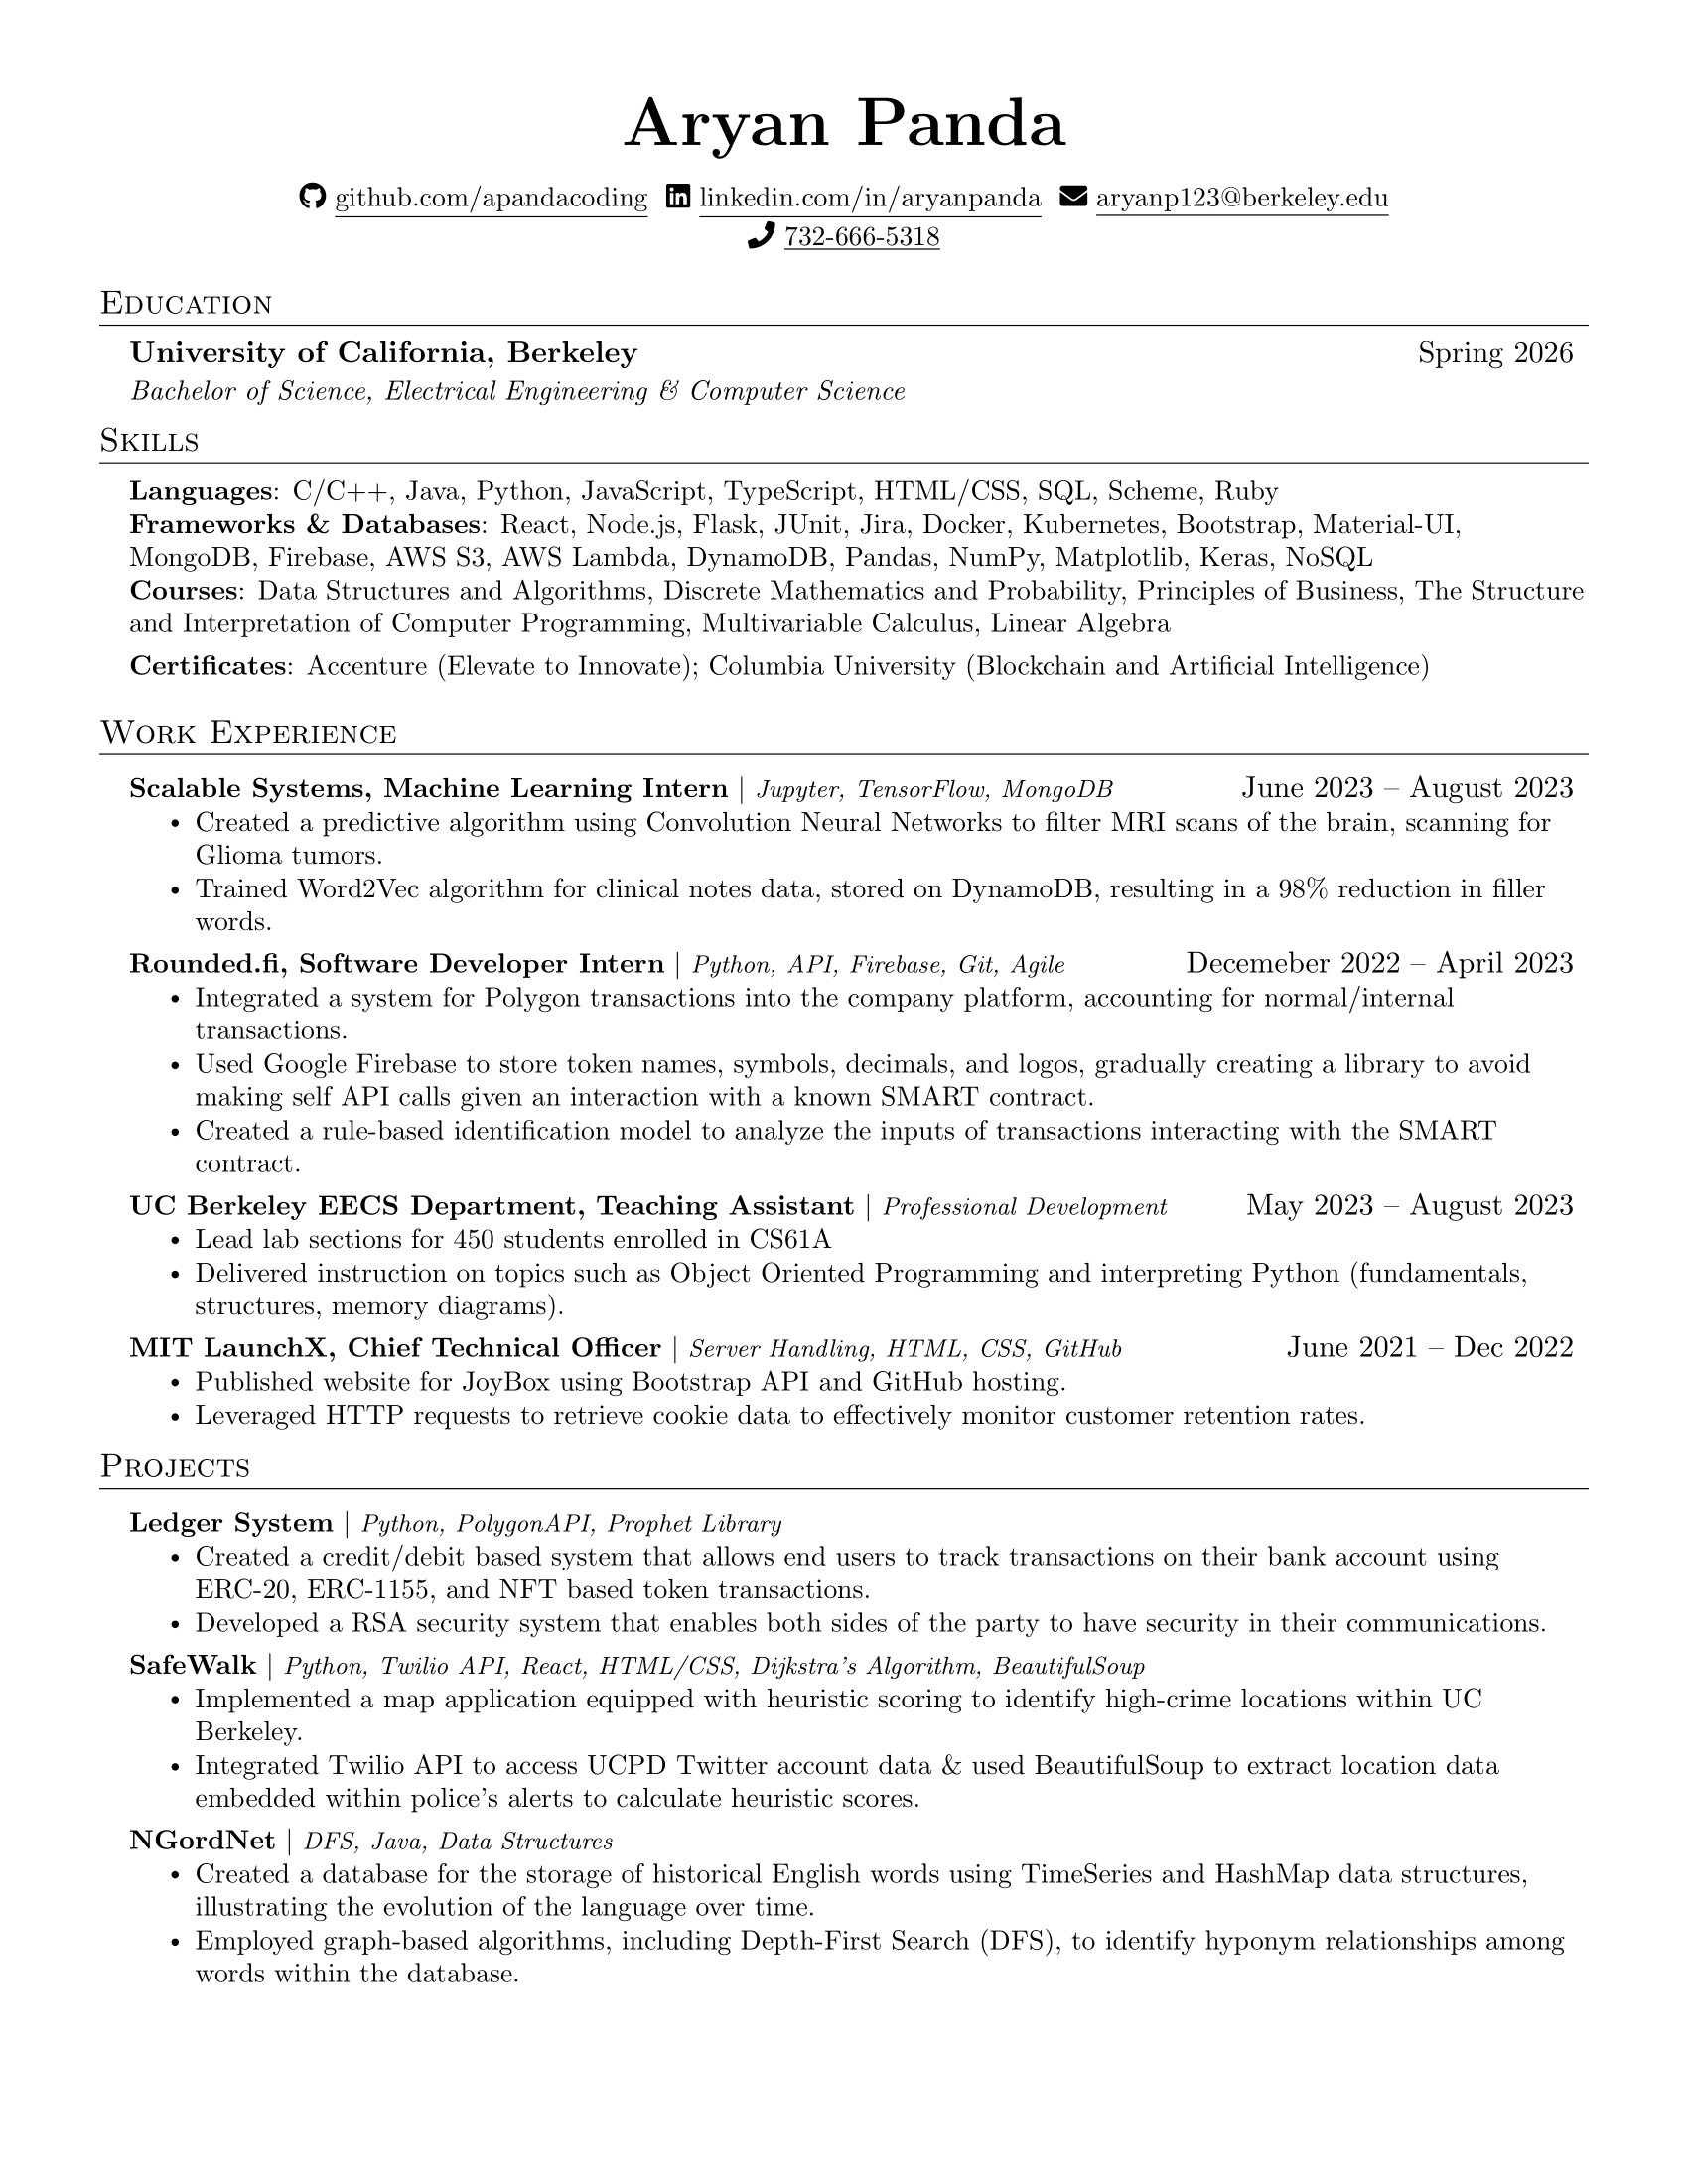 Aryan Panda
github.com/apandacoding linkedin.com/in/aryanpanda aryanp123@berkeley.edu
732-666-5318
Education
University of California, Berkeley Spring 2026
Bachelor of Science, Electrical Engineering & Computer Science
Skills
Languages: C/C++, Java, Python, JavaScript, TypeScript, HTML/CSS, SQL, Scheme, Ruby
Frameworks & Databases: React, Node.js, Flask, JUnit, Jira, Docker, Kubernetes, Bootstrap, Material-UI,
MongoDB, Firebase, AWS S3, AWS Lambda, DynamoDB, Pandas, NumPy, Matplotlib, Keras, NoSQL
Courses: Data Structures and Algorithms, Discrete Mathematics and Probability, Principles of Business, The Structure
and Interpretation of Computer Programming, Multivariable Calculus, Linear Algebra
Certificates: Accenture (Elevate to Innovate); Columbia University (Blockchain and Artificial Intelligence)
Work Experience
Scalable Systems, Machine Learning Intern | Jupyter, TensorFlow, MongoDB June 2023 – August 2023
• Created a predictive algorithm using Convolution Neural Networks to filter MRI scans of the brain, scanning for
Glioma tumors.
• Trained Word2Vec algorithm for clinical notes data, stored on DynamoDB, resulting in a 98% reduction in filler
words.
Rounded.fi, Software Developer Intern | Python, API, Firebase, Git, Agile Decemeber 2022 – April 2023
• Integrated a system for Polygon transactions into the company platform, accounting for normal/internal
transactions.
• Used Google Firebase to store token names, symbols, decimals, and logos, gradually creating a library to avoid
making self API calls given an interaction with a known SMART contract.
• Created a rule-based identification model to analyze the inputs of transactions interacting with the SMART
contract.
UC Berkeley EECS Department, Teaching Assistant | Professional Development May 2023 – August 2023
• Lead lab sections for 450 students enrolled in CS61A
• Delivered instruction on topics such as Object Oriented Programming and interpreting Python (fundamentals,
structures, memory diagrams).
MIT LaunchX, Chief Technical Officer | Server Handling, HTML, CSS, GitHub June 2021 – Dec 2022
• Published website for JoyBox using Bootstrap API and GitHub hosting.
• Leveraged HTTP requests to retrieve cookie data to effectively monitor customer retention rates.
Projects
Ledger System | Python, PolygonAPI, Prophet Library
• Created a credit/debit based system that allows end users to track transactions on their bank account using
ERC-20, ERC-1155, and NFT based token transactions.
• Developed a RSA security system that enables both sides of the party to have security in their communications.
SafeWalk | Python, Twilio API, React, HTML/CSS, Dijkstra's Algorithm, BeautifulSoup
• Implemented a map application equipped with heuristic scoring to identify high-crime locations within UC
Berkeley.
• Integrated Twilio API to access UCPD Twitter account data & used BeautifulSoup to extract location data
embedded within police's alerts to calculate heuristic scores.
NGordNet | DFS, Java, Data Structures
• Created a database for the storage of historical English words using TimeSeries and HashMap data structures,
illustrating the evolution of the language over time.
• Employed graph-based algorithms, including Depth-First Search (DFS), to identify hyponym relationships among
words within the database.